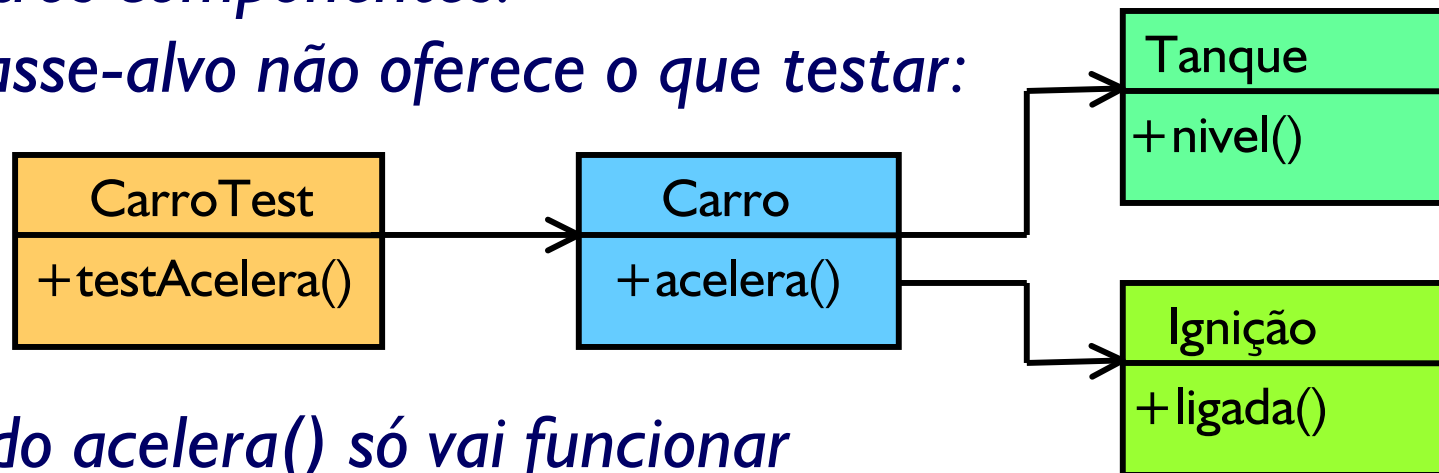 componentes.
asse-alvo não oferece o que testar:
Tanque
+nivel()
CarroTest
+testAcelera()
Carro
+acelera()
Ignição
+ligada()
do acelera() só vai funcionar